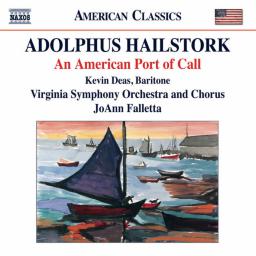 NAXOS
AMERICAN CLASSICS
ADOLPHUS HAILSTORK
An American Port of Call
Kevin Deas, Baritone
Virginia Symphony Orchestra and Chorus
JoAnn Falletta